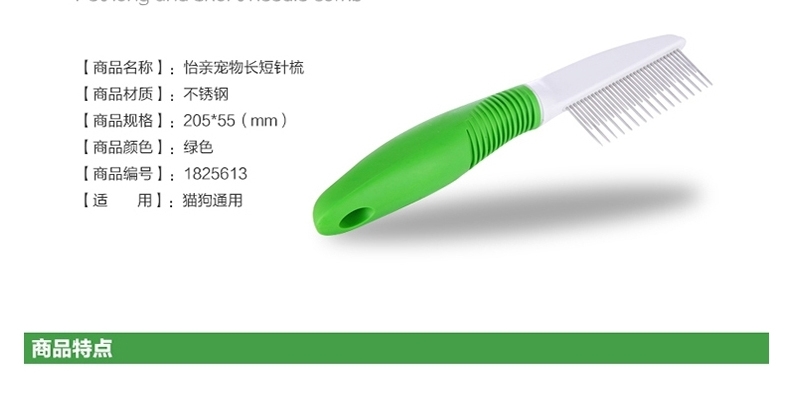 【商品名称】：怡亲宠物长短针梳
【商品材质】：不锈钢
【商品规格】：205*55（mm）
【商品颜色】：绿色
【商品编号】：1825613
【适　　用】：猫狗通用
商品特点